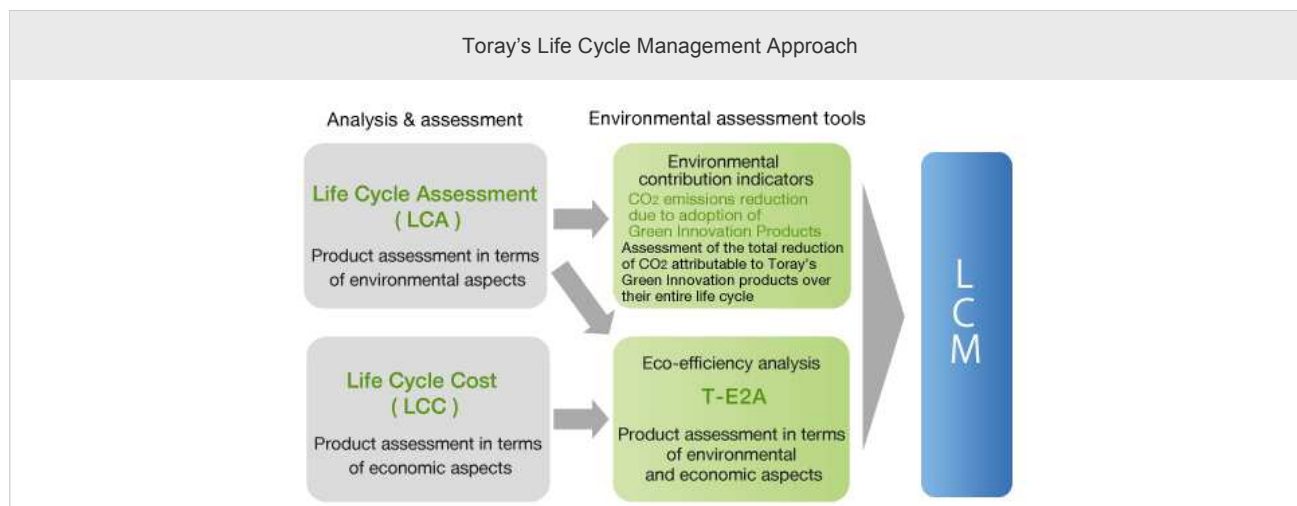 Toray’s Life Cycle Management Approach
Analysis & assessment
Environmental assessment tools
Life Cycle Assessment
( LCA )
Product assessment in terms
of environmental aspects
Environmental
contribution indicators
CO2 emissions reduction
due to adoption of
Green Innovation Products
Assessment of the total reduction
of CO2 attributable to Toray's
Green Innovation products over
their entire life cycle
Life Cycle Cost
( LCC )
Product assessment in terms
of economic aspects
Eco-efficiency analysis
T-E2A
Product assessment in terms
of environmental
and economic aspects
LCM